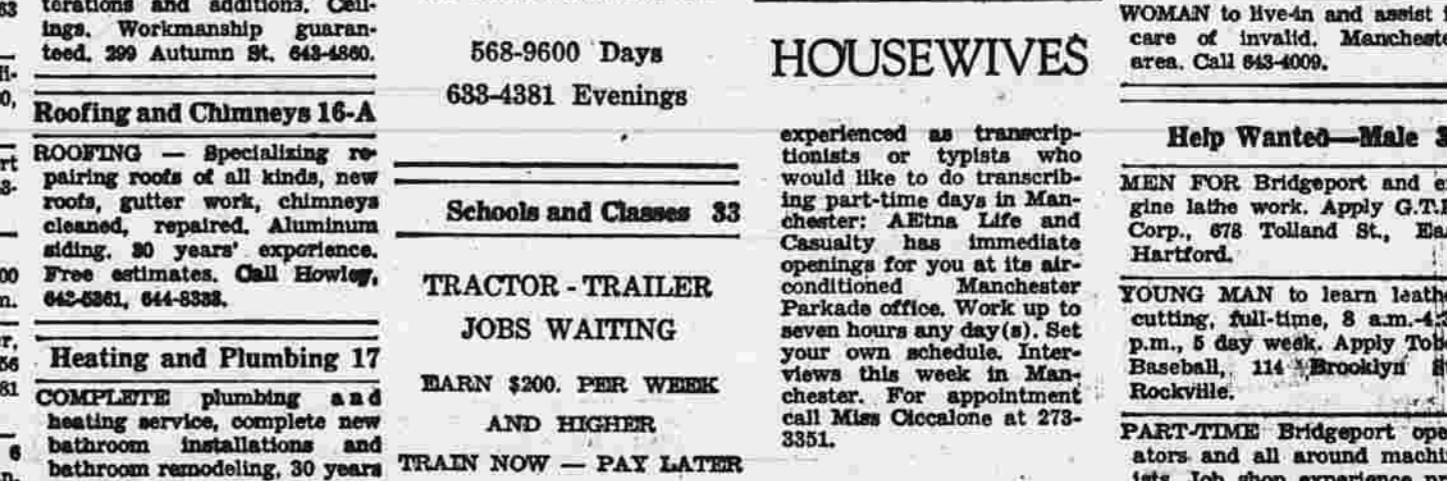 63
terations and additions. Ceil-
ings. Workmanship guaran-
teed. 299 Autumn St. 643-4860.
Roofing and Chimneys 16-A
ROOFING — Specializing re-
pairing roofs of all kinds, new
roofs, gutter work, chimneys
cleaned, repaired. Aluminum
siding. 30 years' experience.
Free estimates. Call Howley,
643-5361, 644-8333.
Heating and Plumbing 17
COMPLETE plumbing and
heating service, complete new
bathroom installations and
bathroom remodeling, 30 years
568-9600 Days
633-4381 Evenings
Schools and Classes 33
TRACTOR - TRAILER
JOBS WAITING
EARN $200. PER WEEK
AND HIGHER
TRAIN NOW — PAY LATER
HOUSEWIVES
experienced as transcrip-
tionists or typists who
would like to do transcrib-
ing part-time days in Man-
chester: AEtna Life and
Casualty has immediate
openings for you at its air-
conditioned Manchester
Parkade office. Work up to
seven hours any day(s). Set
your own schedule. Inter-
views this week in Man-
chester. For appointment
call Miss Ciccalone at 273-
3351.
WOMAN to live-in and assist
care of invalid. Mancheste
area. Call 643-4009.
Help Wanted—Male 3
MEN FOR Bridgeport and e
gine lathe work. Apply G.T.
Corp., 678 Tolland St., Ea
Hartford.
YOUNG MAN to learn leath
cutting, full-time, 8 a.m.-4:3
p.m., 5 day week. Apply Tob
Baseball, 114 Brooklyn
Rockville.
PART-TIME Bridgeport ope
ators and all around machi
ists. Job shop experience